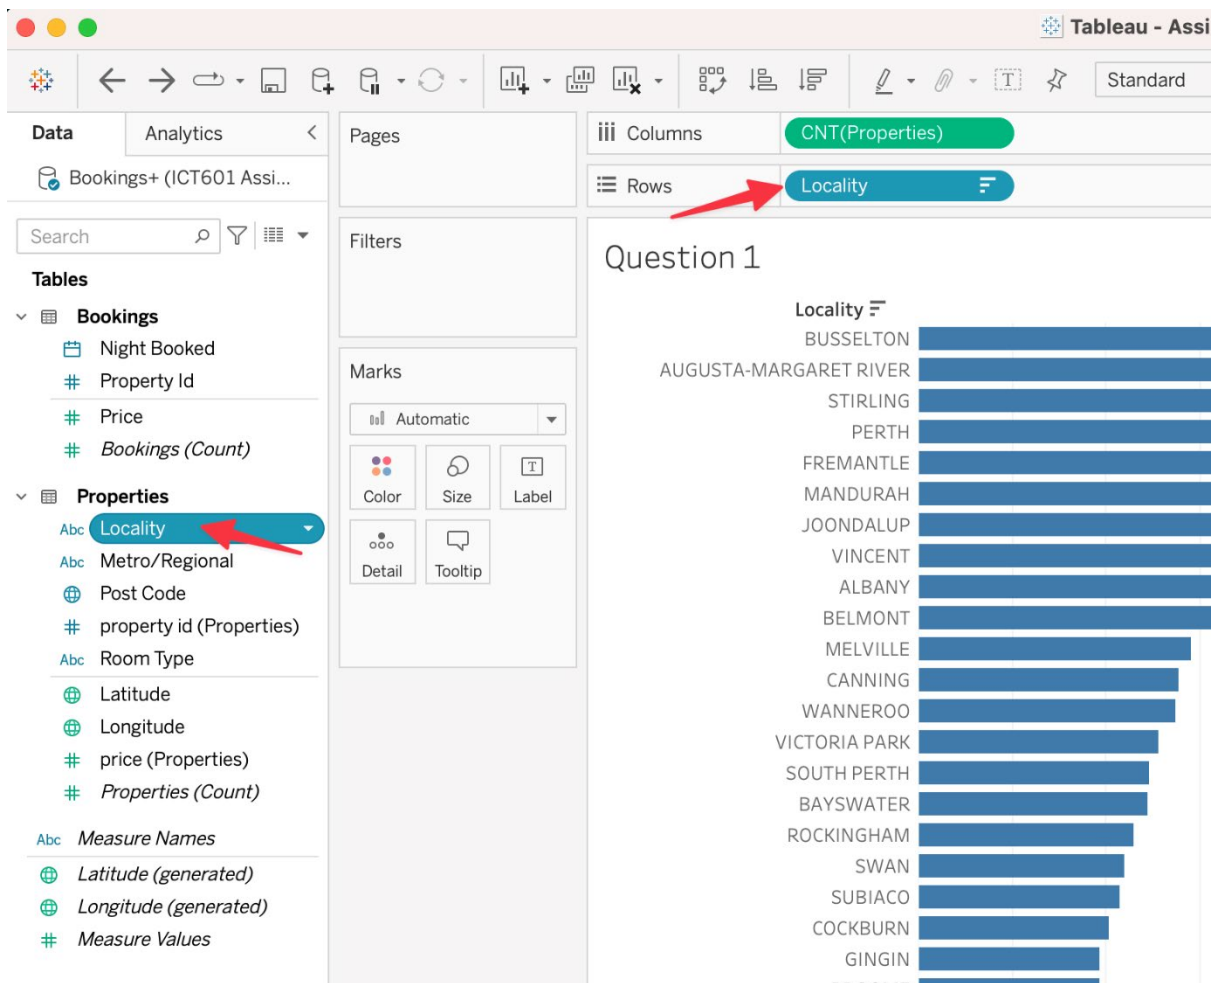 Tableau - Assi
Standard
Data
Analytics
Pages
Columns
CNT(Properties)
Bookings+ (ICT601 Assi...
Rows
Locality
Search
Filters
Question 1
Tables
Locality
Bookings
Night Booked
Property Id
Price
Bookings (Count)
Properties
Abc Locality
Abc Metro/Regional
Post Code
property id (Properties)
Abc Room Type
Latitude
Longitude
price (Properties)
Properties (Count)
Abc Measure Names
Latitude (generated)
Longitude (generated)
Measure Values
Marks
Automatic
Color
Size
T
Label
Detail
Tooltip
BUSSELTON
AUGUSTA-MARGARET RIVER
STIRLING
PERTH
FREMANTLE
MANDURAH
JOONDALUP
VINCENT
ALBANY
BELMONT
MELVILLE
CANNING
WANNEROO
VICTORIA PARK
SOUTH PERTH
BAYSWATER
ROCKINGHAM
SWAN
SUBIACO
COCKBURN
GINGIN